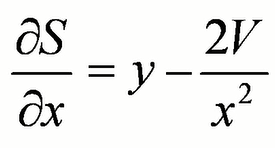 ∂S/∂x = y − 2V/x²